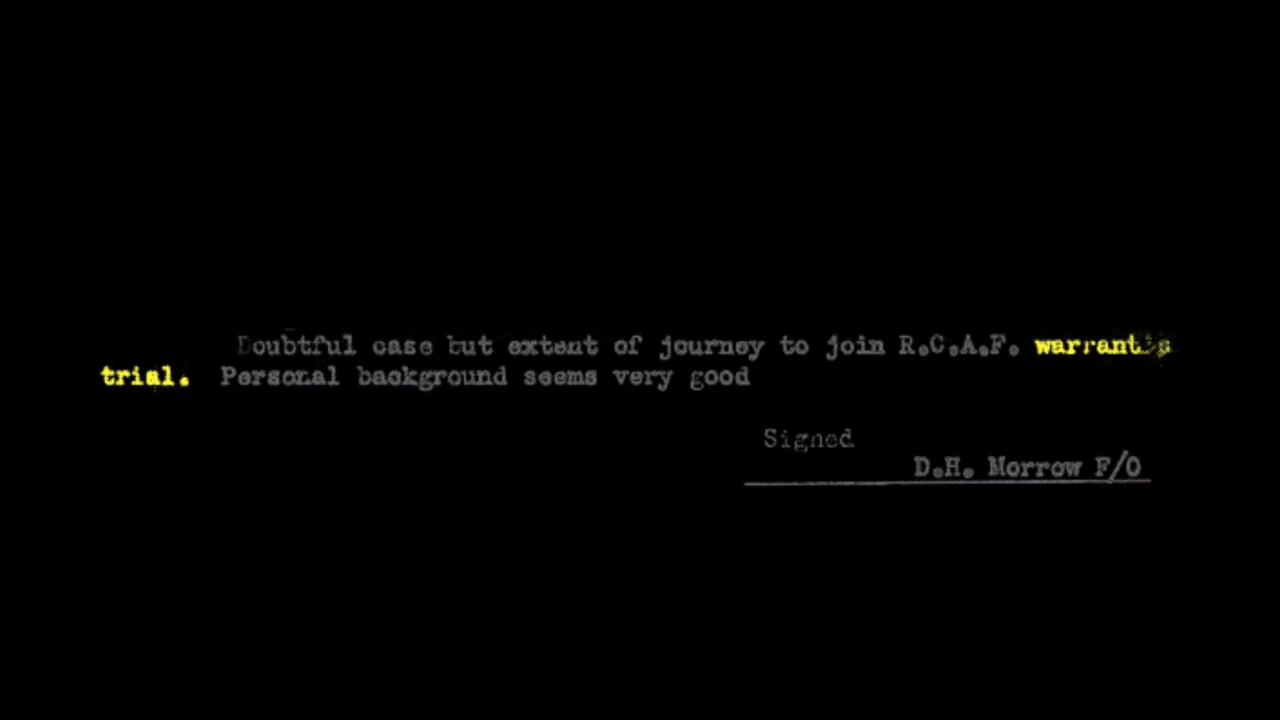 Doubtful case but extent of journey to join R.C.A.F. warrants
trial. Personal background seems very good
Signed
D.H. Morrow F/O